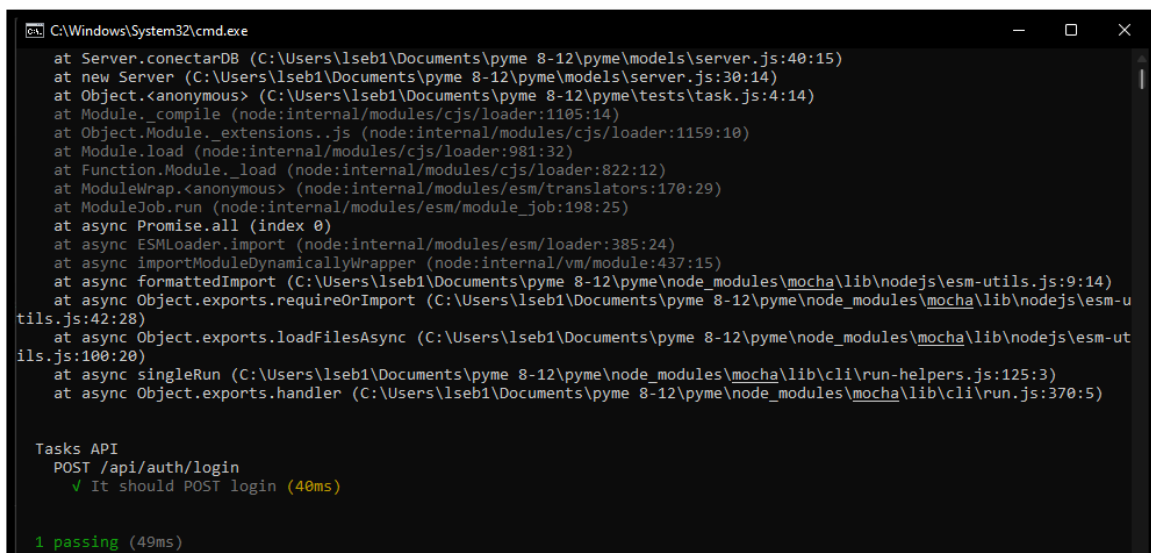 C:\Windows\System32\cmd.exe
at Server.conectarDB (C:\Users\lseb1\Documents\pyme 8-12\pyme\models\server.js:40:15)
at new Server (C:\Users\lseb1\Documents\pyme 8-12\pyme\models\server.js:30:14)
at Object.<anonymous> (C:\Users\lseb1\Documents\pyme 8-12\pyme\tests\task.js:4:14)
at Module._compile (node:internal/modules/cjs/loader:1105:14)
at Object.Module._extensions..js (node:internal/modules/cjs/loader:1159:10)
at Module.load (node:internal/modules/cjs/loader:981:32)
at Function.Module._load (node:internal/modules/cjs/loader:822:12)
at ModuleWrap.<anonymous> (node:internal/modules/esm/translators:170:29)
at ModuleJob.run (node:internal/modules/esm/module_job:198:25)
at async Promise.all (index 0)
at async ESMLoader.import (node:internal/modules/esm/loader:385:24)
at async importModuleDynamicallyWrapper (node:internal/vm/module:437:15)
at async formattedImport (C:\Users\lseb1\Documents\pyme 8-12\pyme\node_modules\mocha\lib\nodejs\esm-utils.js:9:14)
at async Object.exports.requireOrImport (C:\Users\lseb1\Documents\pyme 8-12\pyme\node_modules\mocha\lib\nodejs\esm-u
tils.js:42:28)
at async Object.exports.loadFilesAsync (C:\Users\lseb1\Documents\pyme 8-12\pyme\node_modules\mocha\lib\nodejs\esm-ut
ils.js:100:20)
at async singleRun (C:\Users\lseb1\Documents\pyme 8-12\pyme\node_modules\mocha\lib\cli\run-helpers.js:125:3)
at async Object.exports.handler (C:\Users\lseb1\Documents\pyme 8-12\pyme\node_modules\mocha\lib\cli\run.js:370:5)
Tasks API
POST /api/auth/login
√ It should POST login (40ms)
1 passing (49ms)